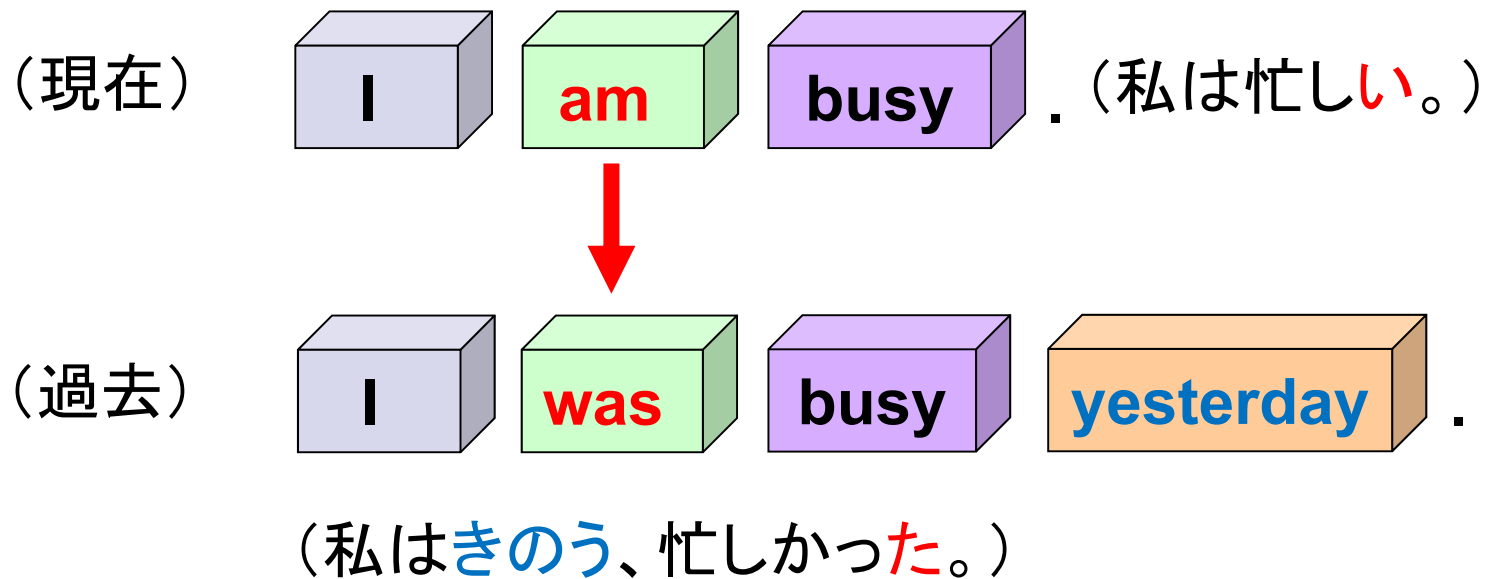 （現在） I am busy .（私は忙しい。）
（過去） I was busy yesterday .
（私はきのう、忙しかった。）